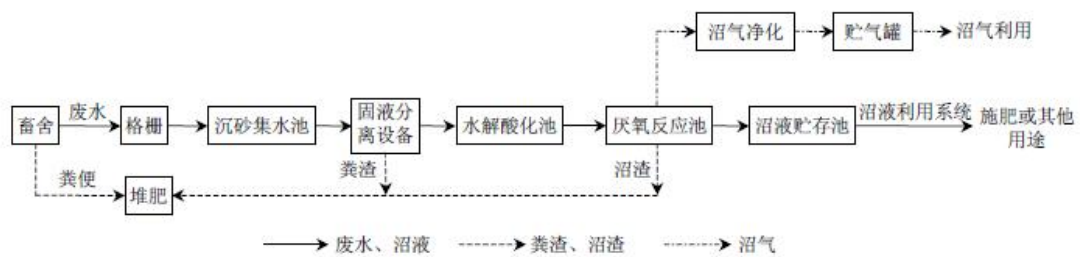 沼气净化
贮气罐
沼气利用
畜舍
废水
格栅
沉砂集水池
固液分
离设备
水解酸化池
厌氧反应池
沼液贮存池
沼液利用系统
施肥或其他
用途
粪便
堆肥
粪渣
沼渣
废水、沼液
粪渣、沼渣
沼气